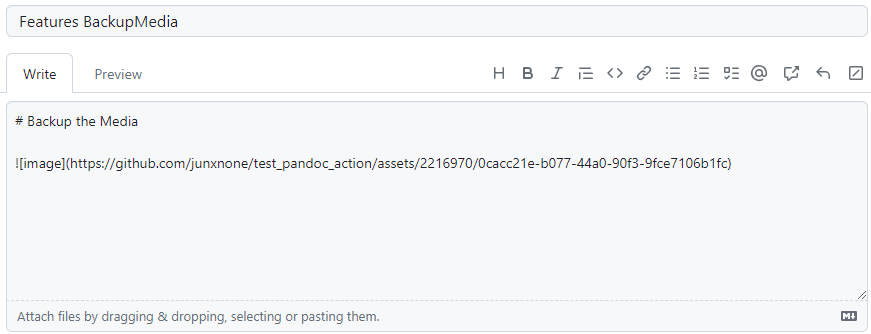 Features BackupMedia
Write Preview
# Backup the Media
![image](https://github.com/junxnone/test_pandoc_action/assets/2216970/0cacc21e-b077-44a0-90f3-9fce7106b1fc)
Attach files by dragging & dropping, selecting or pasting them.